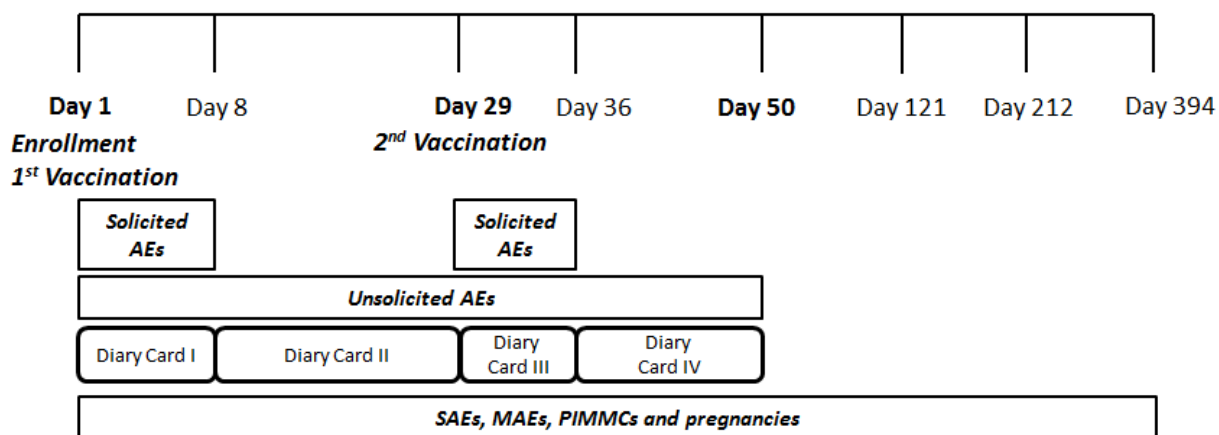 Day 1 Day 8 Day 29 Day 36 Day 50 Day 121 Day 212 Day 394
Enrollment 2nd Vaccination
1st Vaccination
Solicited Solicited
AEs AEs
Unsolicited AEs
Diary Card I Diary Card II Diary Card III Diary Card IV
SAEs, MAEs, PIMMCs and pregnancies